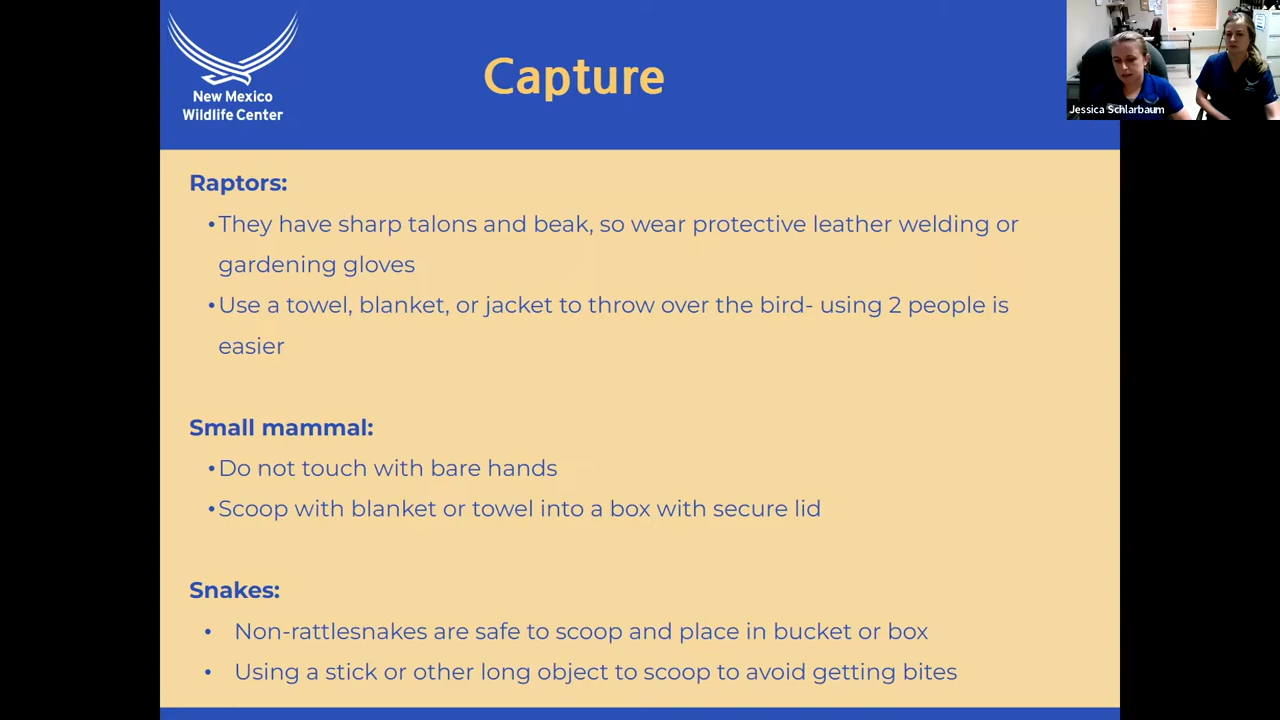 New Mexico
Wildlife Center
Capture
Jessica Schlarbaum
Raptors:
•They have sharp talons and beak, so wear protective leather welding or
gardening gloves
•Use a towel, blanket, or jacket to throw over the bird- using 2 people is
easier
Small mammal:
•Do not touch with bare hands
•Scoop with blanket or towel into a box with secure lid
Snakes:
• Non-rattlesnakes are safe to scoop and place in bucket or box
• Using a stick or other long object to scoop to avoid getting bites